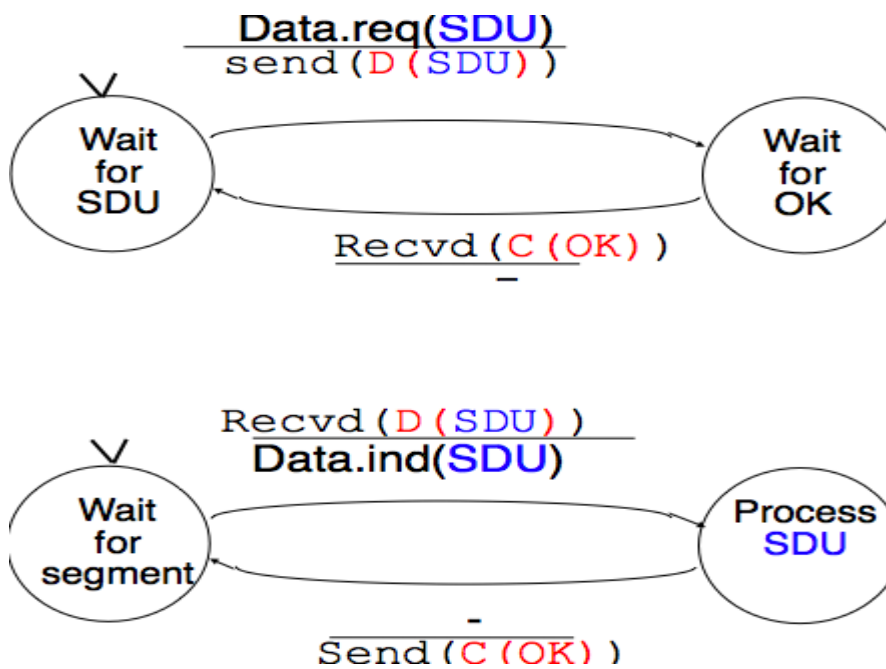 Data.req(SDU)
send(D(SDU))
Wait
for
SDU
Wait
for
OK
Recvd(C(OK))
-
Recvd(D(SDU))
Data.ind(SDU)
Wait
for
segment
Process
SDU
-
Send(C(OK))